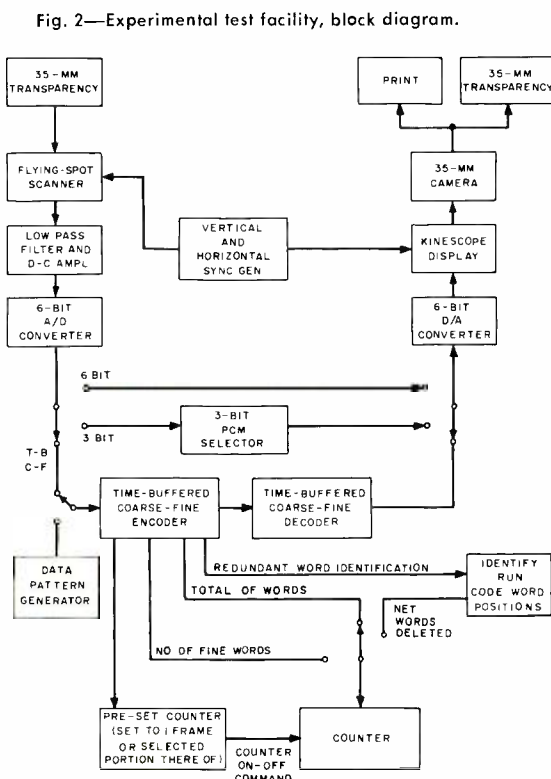 Fig. 2—Experimental test facility, block diagram.
35-MM
TRANSPARENCY
PRINT
35-MM
TRANSPARENCY
FLYING-SPOT
SCANNER
35-MM
CAMERA
LOW PASS
FILTER AND
D-C AMPL
VERTICAL
AND
HORIZONTAL
SYNC GEN
KINESCOPE
DISPLAY
6-BIT
A/D
CONVERTER
6-BIT
D/A
CONVERTER
6 BIT
3 BIT
3-BIT
PCM
SELECTOR
T-B
C-F
TIME-BUFFERED
COARSE-FINE
ENCODER
TIME-BUFFERED
COARSE-FINE
DECODER
DATA
PATTERN
GENERATOR
REDUNDANT WORD IDENTIFICATION
TOTAL OF WORDS
IDENTIFY
RUN
CODE WORD
POSITIONS
NET
WORDS
DELETED
NO OF FINE WORDS
PRE-SET COUNTER
(SET TO 1 FRAME
OR SELECTED
PORTION THERE OF)
COUNTER
ON-OFF
COMMAND
COUNTER